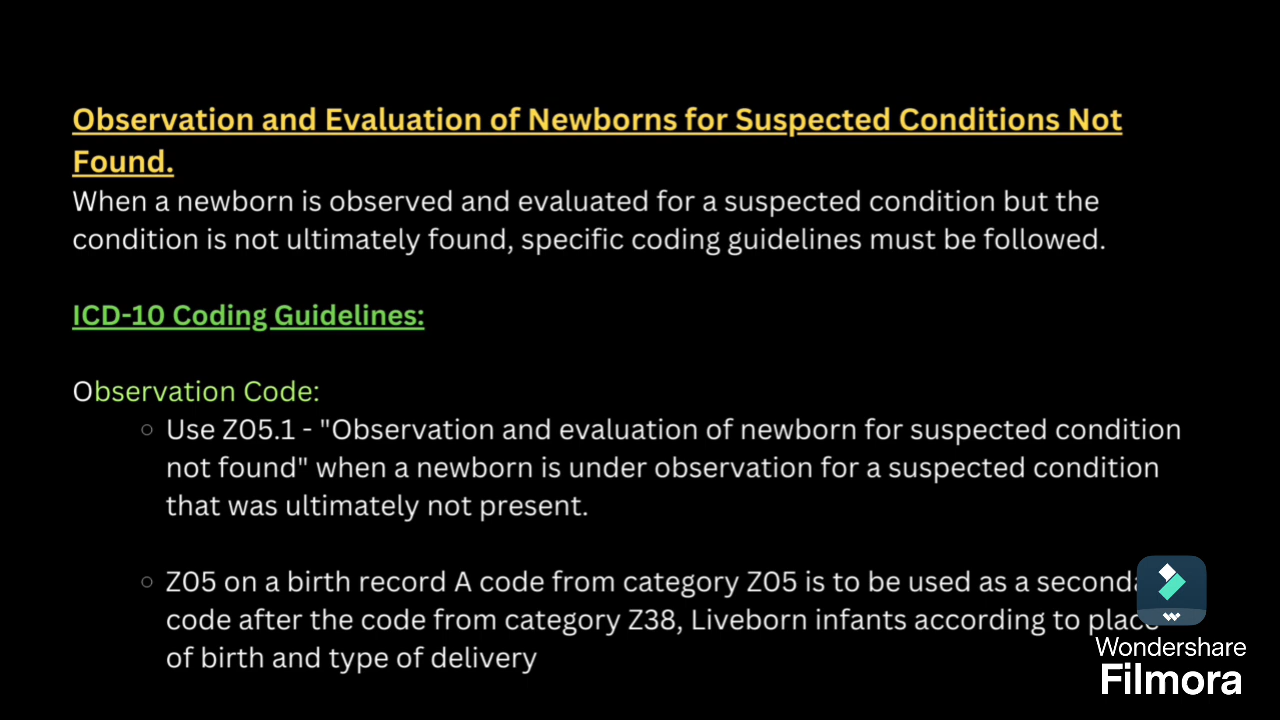 Observation and Evaluation of Newborns for Suspected Conditions Not
Found.
When a newborn is observed and evaluated for a suspected condition but the
condition is not ultimately found, specific coding guidelines must be followed.
ICD-10 Coding Guidelines:
Observation Code:
Use Z05.1 - "Observation and evaluation of newborn for suspected condition
not found" when a newborn is under observation for a suspected condition
that was ultimately not present.
Z05 on a birth record A code from category Z05 is to be used as a
code after the code from category Z38, Liveborn infants according to place
of birth and type of delivery
Wondershare
Filmora